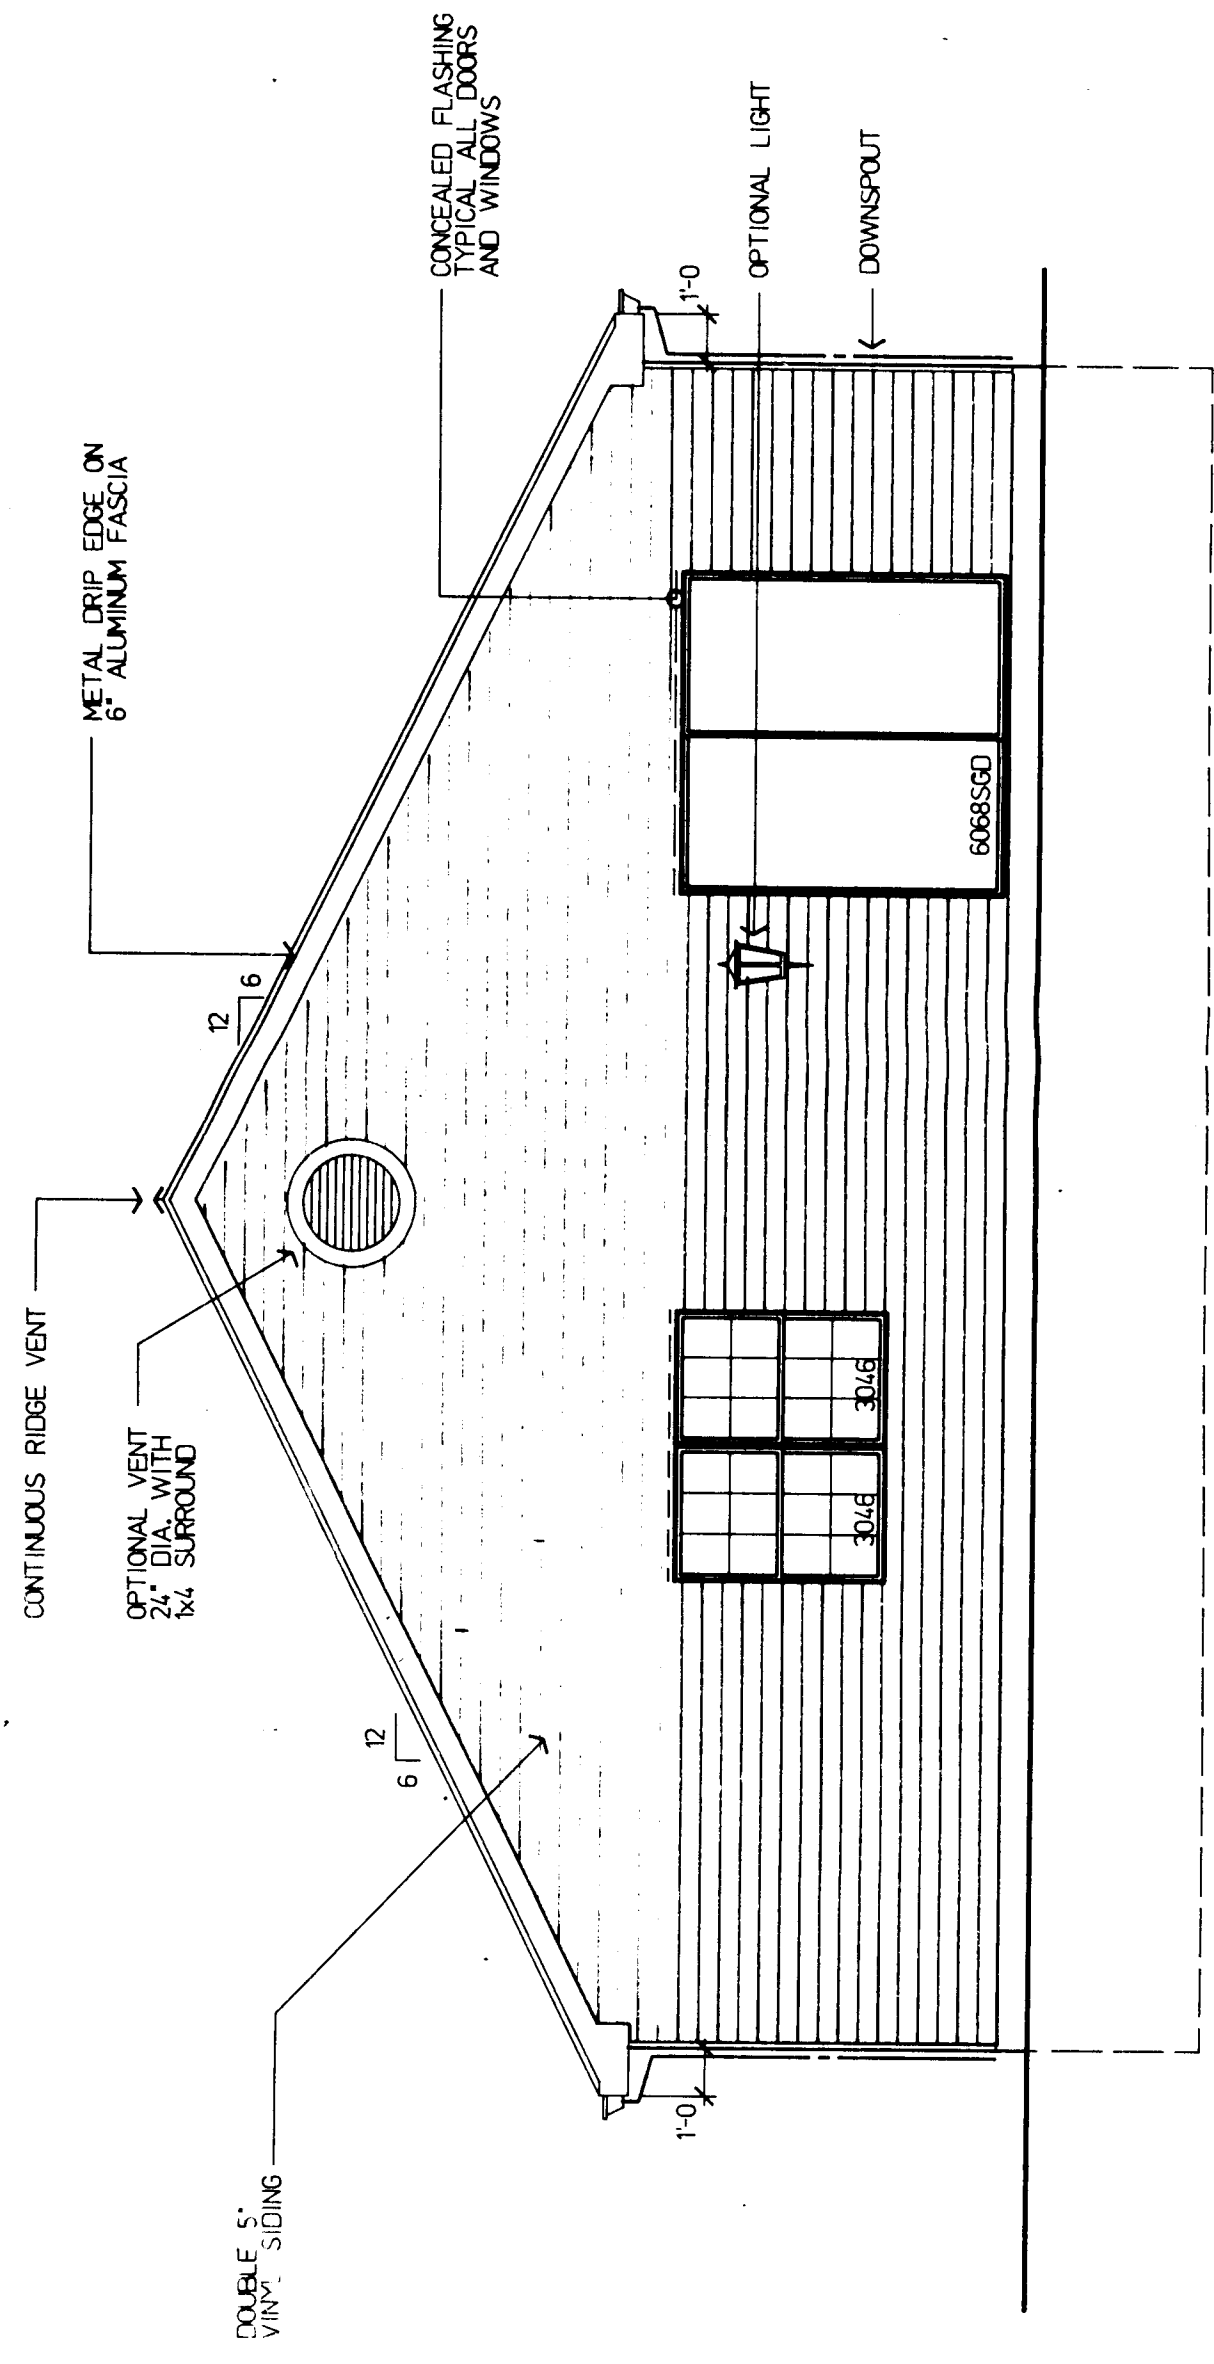 CONTINUOUS RIDGE VENT
OPTIONAL VENT
24" DIA. WITH
1x4 SURROUND
METAL DRIP EDGE ON
6" ALUMINUM FASCIA
12
6
12
6
DOUBLE 5"
VINYL SIDING
CONCEALED FLASHING
TYPICAL ALL DOORS
AND WINDOWS
1'-0
1'-0
OPTIONAL LIGHT
DOWNSPOUT
3046
3046
6068SGD